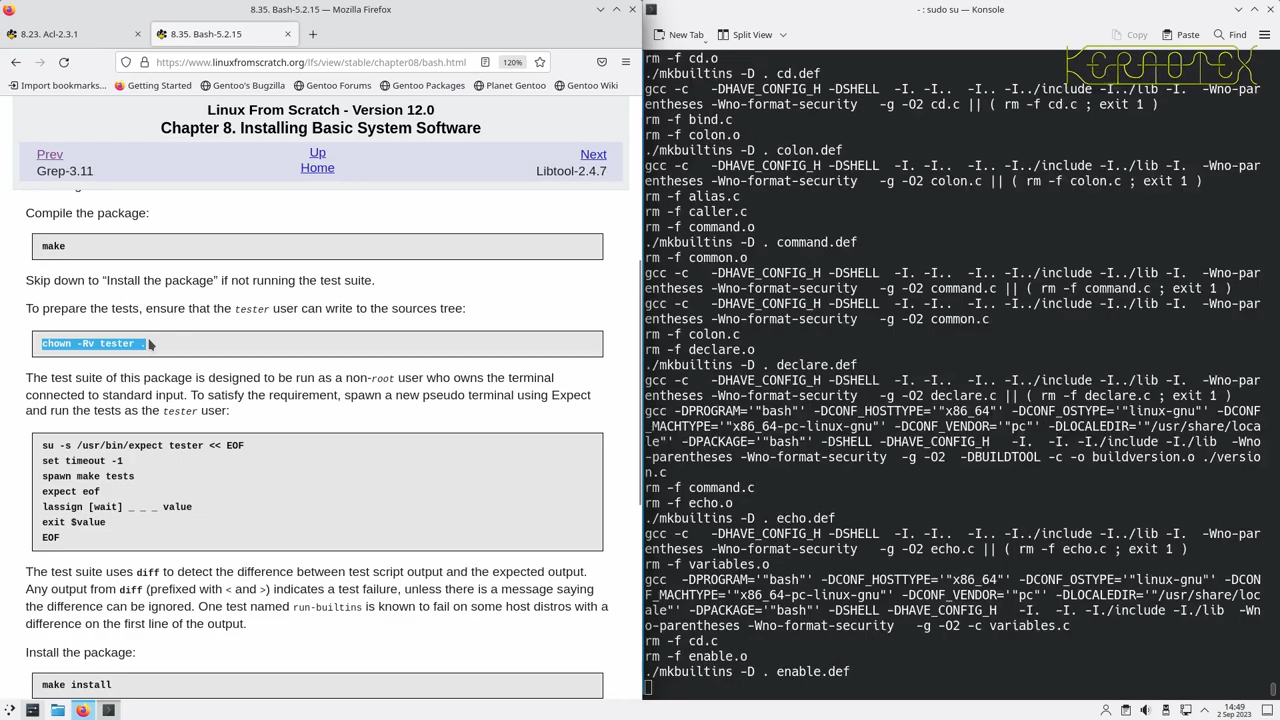 8.35. Bash-5.2.15 — Mozilla Firefox
8.23. Acl-2.3.1
8.35. Bash-5.2.15
https://www.linuxfromscratch.org/lfs/view/stable/chapter08/bash.html
120%
Import bookmarks...
Getting Started
Gentoo's Bugzilla
Gentoo Forums
Gentoo Packages
Planet Gentoo
Gentoo Wiki
Linux From Scratch - Version 12.0
Chapter 8. Installing Basic System Software
Prev
Up
Next
Grep-3.11
Home
Libtool-2.4.7
Compile the package:
make
Skip down to “Install the package” if not running the test suite.
To prepare the tests, ensure that the tester user can write to the sources tree:
chown -Rv tester .
The test suite of this package is designed to be run as a non-root user who owns the terminal
connected to standard input. To satisfy the requirement, spawn a new pseudo terminal using Expect
and run the tests as the tester user:
su -s /usr/bin/expect tester << EOF
set timeout -1
spawn make tests
expect eof
lassign [wait] _ _ _ value
exit $value
EOF
The test suite uses diff to detect the difference between test script output and the expected output.
Any output from diff (prefixed with < and >) indicates a test failure, unless there is a message saying
the difference can be ignored. One test named run-builtins is known to fail on some host distros with a
difference on the first line of the output.
Install the package:
make install
- : sudo su — Konsole
New Tab
Split View
Copy
Paste
Find
KERNOTEX
rm -f cd.o
./mkbuiltins -D . cd.def
gcc -c   -DHAVE_CONFIG_H -DSHELL  -I. -I.. -I../include -I../lib  -Wno-par
entheses -Wno-format-security   -g -O2 cd.c || ( rm -f cd.c ; exit 1 )
rm -f bind.c
rm -f colon.o
./mkbuiltins -D . colon.def
gcc -c   -DHAVE_CONFIG_H -DSHELL  -I. -I.. -I../include -I../lib  -Wno-par
entheses -Wno-format-security   -g -O2 colon.c || ( rm -f colon.c ; exit 1 )
rm -f alias.c
rm -f caller.c
rm -f command.o
./mkbuiltins -D . command.def
rm -f common.o
gcc -c   -DHAVE_CONFIG_H -DSHELL  -I. -I.. -I../include -I../lib  -Wno-par
entheses -Wno-format-security   -g -O2 command.c || ( rm -f command.c ; exit 1 )
gcc -c   -DHAVE_CONFIG_H -DSHELL  -I. -I.. -I../include -I../lib  -Wno-par
entheses -Wno-format-security   -g -O2 common.c
rm -f colon.c
rm -f declare.o
./mkbuiltins -D . declare.def
gcc -c   -DHAVE_CONFIG_H -DSHELL  -I. -I.. -I../include -I../lib  -Wno-par
entheses -Wno-format-security   -g -O2 declare.c || ( rm -f declare.c ; exit 1 )
gcc -DPROGRAM='"bash"' -DCONF_HOSTTYPE='"x86_64"' -DCONF_OSTYPE='"linux-gnu"' -DCONF
_MACHTYPE='"x86_64-pc-linux-gnu"' -DCONF_VENDOR='"pc"' -DLOCALEDIR='"/usr/share/loca
le"' -DPACKAGE='"bash"' -DSHELL -DHAVE_CONFIG_H   -I.  -I. -I./include -I./lib  -Wno
-parentheses -Wno-format-security   -g -O2  -DBUILDTOOL -c -o buildversion.o ./versio
n.c
rm -f command.c
rm -f echo.o
./mkbuiltins -D . echo.def
gcc -c   -DHAVE_CONFIG_H -DSHELL  -I. -I.. -I../include -I../lib  -Wno-par
entheses -Wno-format-security   -g -O2 echo.c || ( rm -f echo.c ; exit 1 )
rm -f variables.o
gcc   -DPROGRAM='"bash"' -DCONF_HOSTTYPE='"x86_64"' -DCONF_OSTYPE='"linux-gnu"' -DCON
F_MACHTYPE='"x86_64-pc-linux-gnu"' -DCONF_VENDOR='"pc"' -DLOCALEDIR='"/usr/share/loc
ale"' -DPACKAGE='"bash"' -DSHELL -DHAVE_CONFIG_H   -I.  -I. -I./include -I./lib  -Wn
o-parentheses -Wno-format-security   -g -O2 -c variables.c
rm -f cd.c
rm -f enable.o
./mkbuiltins -D . enable.def
14:49
2 Sep 2023